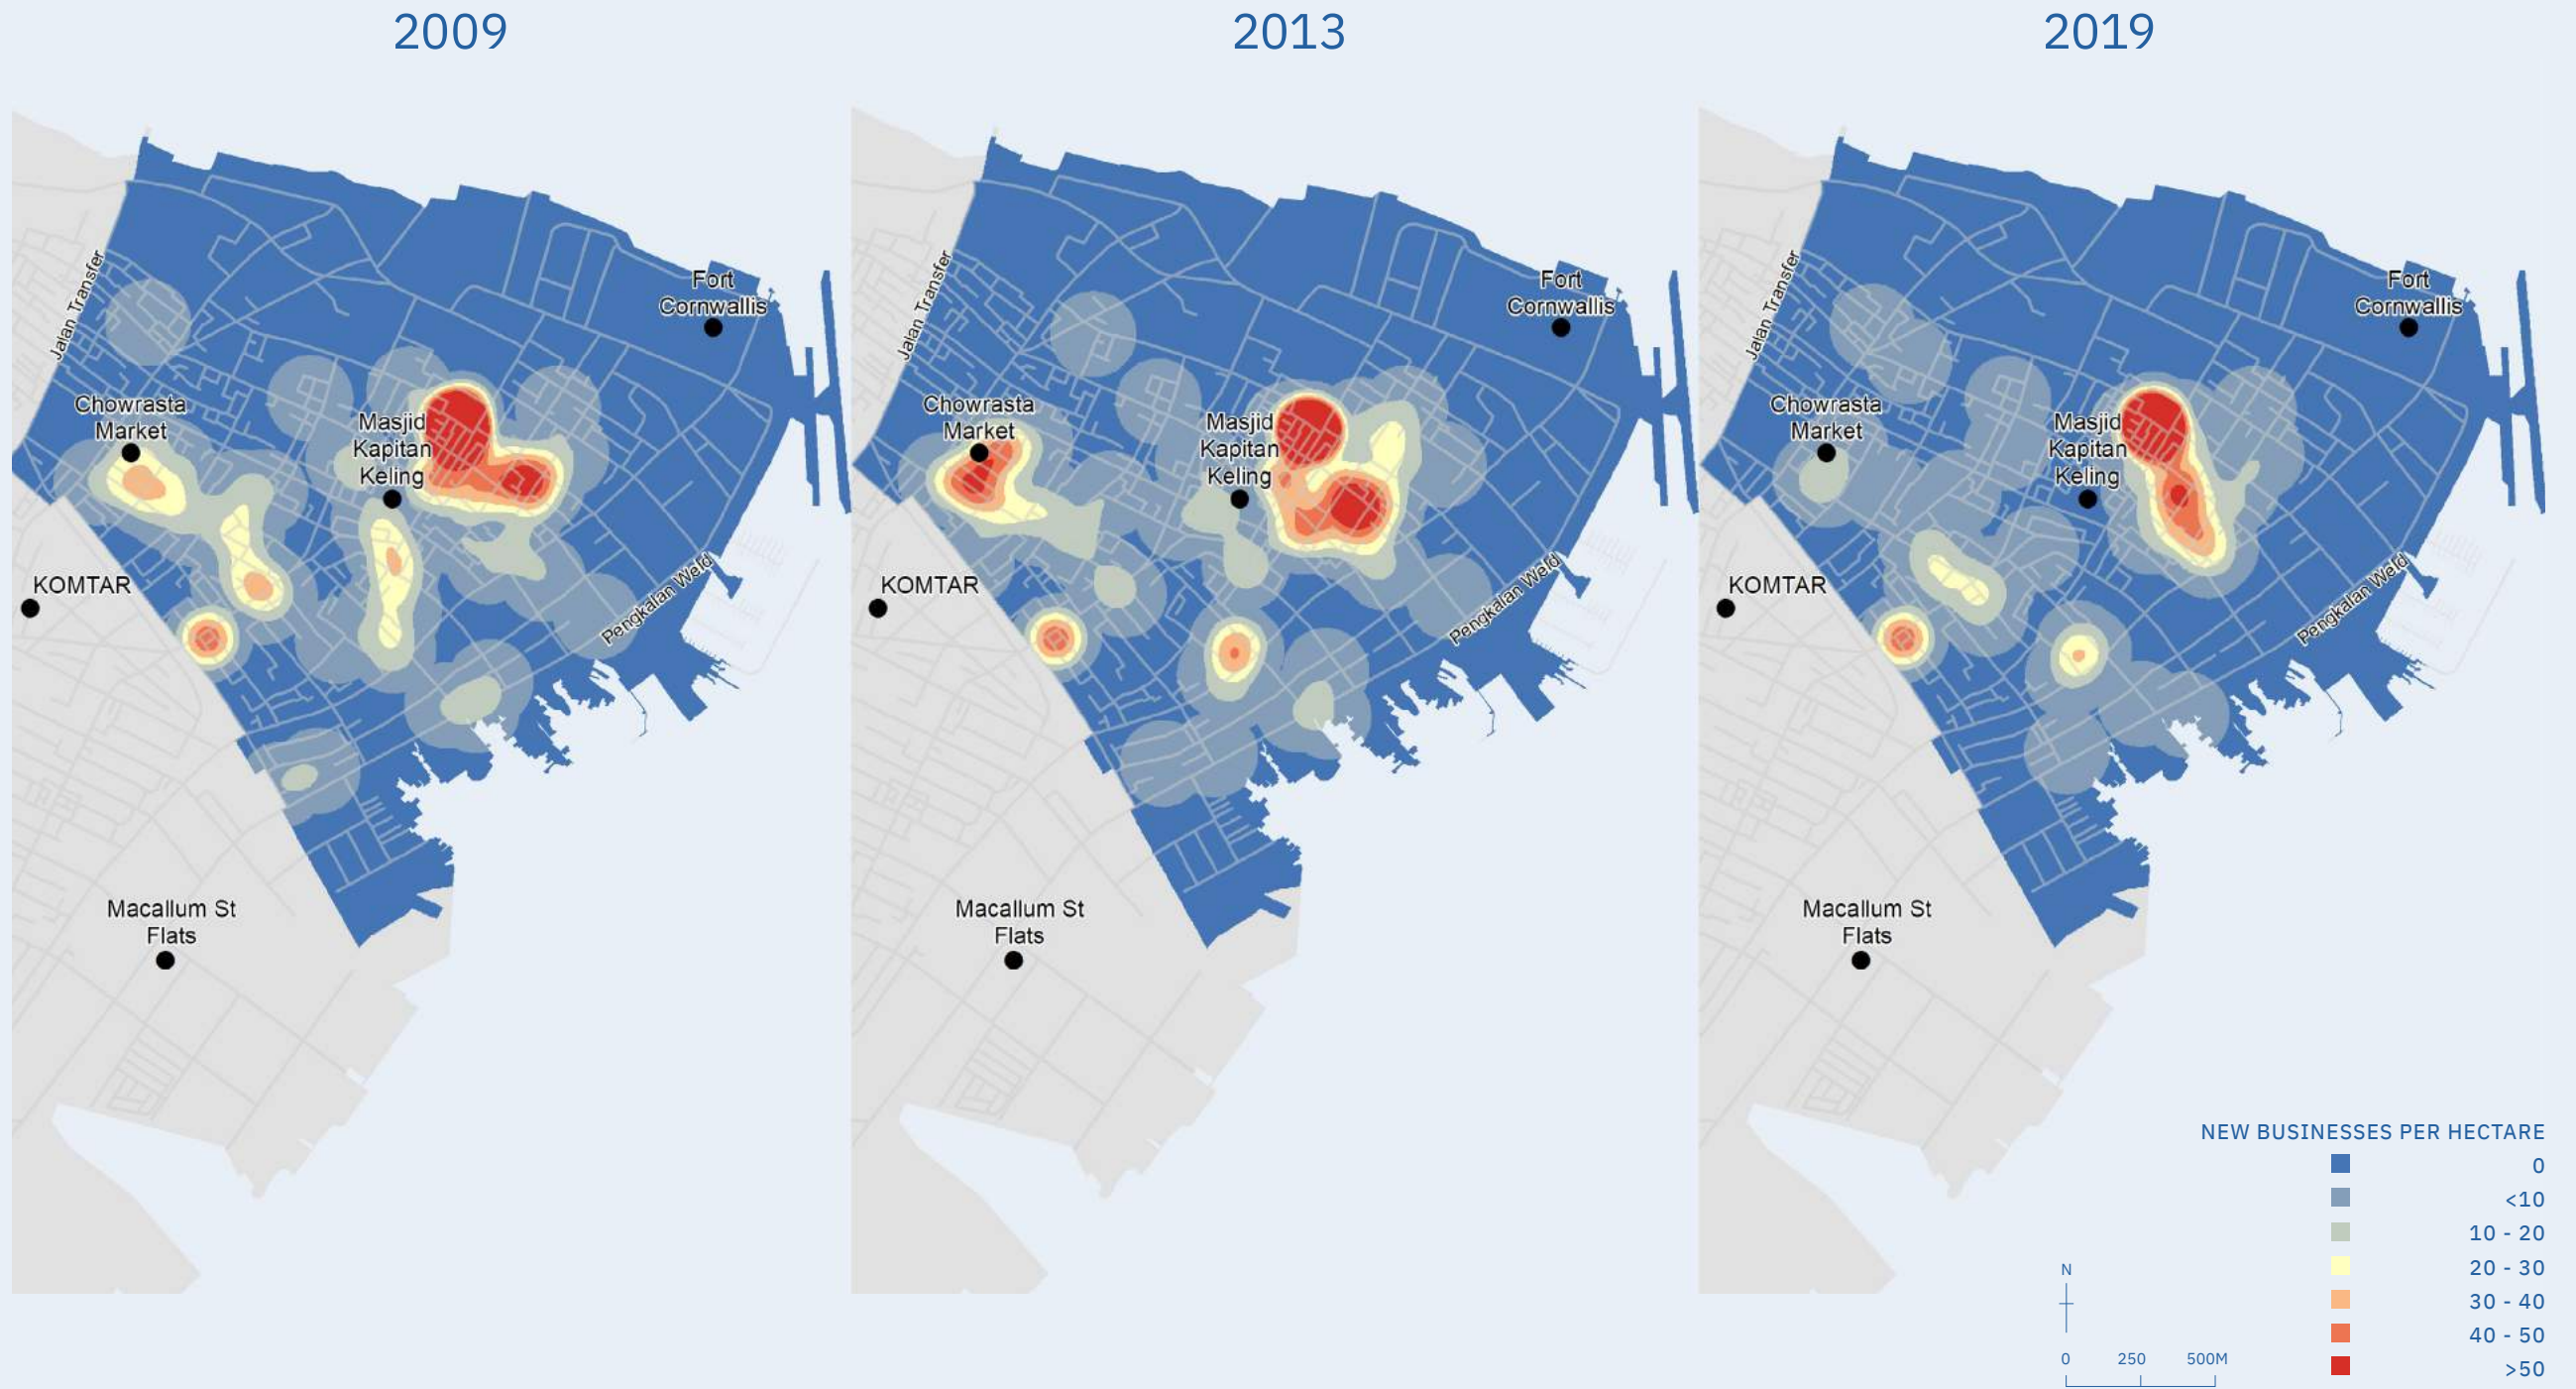 2009
2013
2019
Jalan Transfer
Fort
Cornwallis
Chowrasta
Market
Masjid
Kapitan
Keling
KOMTAR
Pengkalan Weld
Macallum St
Flats
Jalan Transfer
Fort
Cornwallis
Chowrasta
Market
Masjid
Kapitan
Keling
KOMTAR
Pengkalan Weld
Macallum St
Flats
Jalan Transfer
Fort
Cornwallis
Chowrasta
Market
Masjid
Kapitan
Keling
KOMTAR
Pengkalan Weld
Macallum St
Flats
NEW BUSINESSES PER HECTARE
0
<10
10 - 20
20 - 30
30 - 40
40 - 50
>50
N
0 250 500M